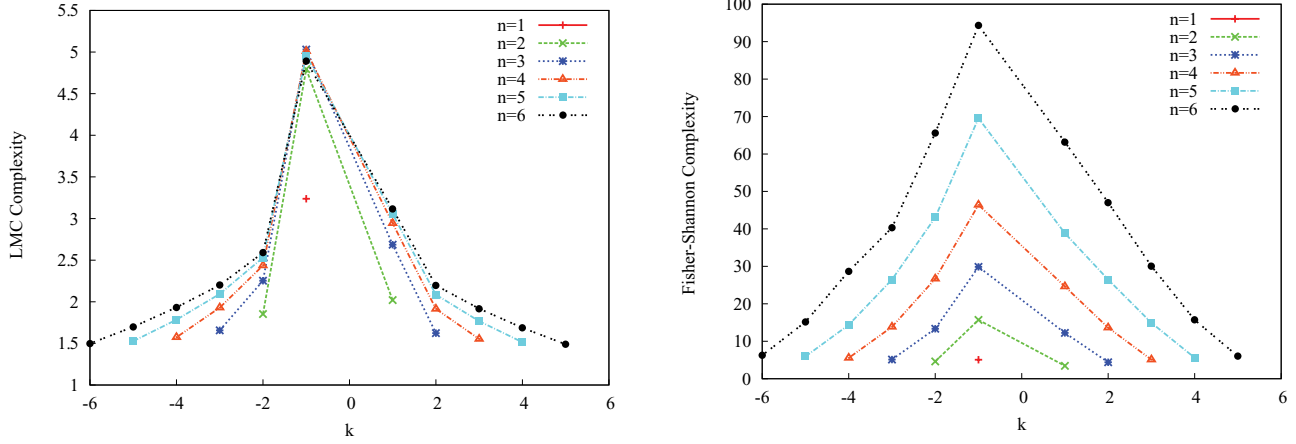 LMC Complexity
5.5
5
4.5
4
3.5
3
2.5
2
1.5
1
-6 -4 -2 0 2 4 6
k
n=1
n=2
n=3
n=4
n=5
n=6
Fisher-Shannon Complexity
100
90
80
70
60
50
40
30
20
10
0
-6 -4 -2 0 2 4 6
k
n=1
n=2
n=3
n=4
n=5
n=6